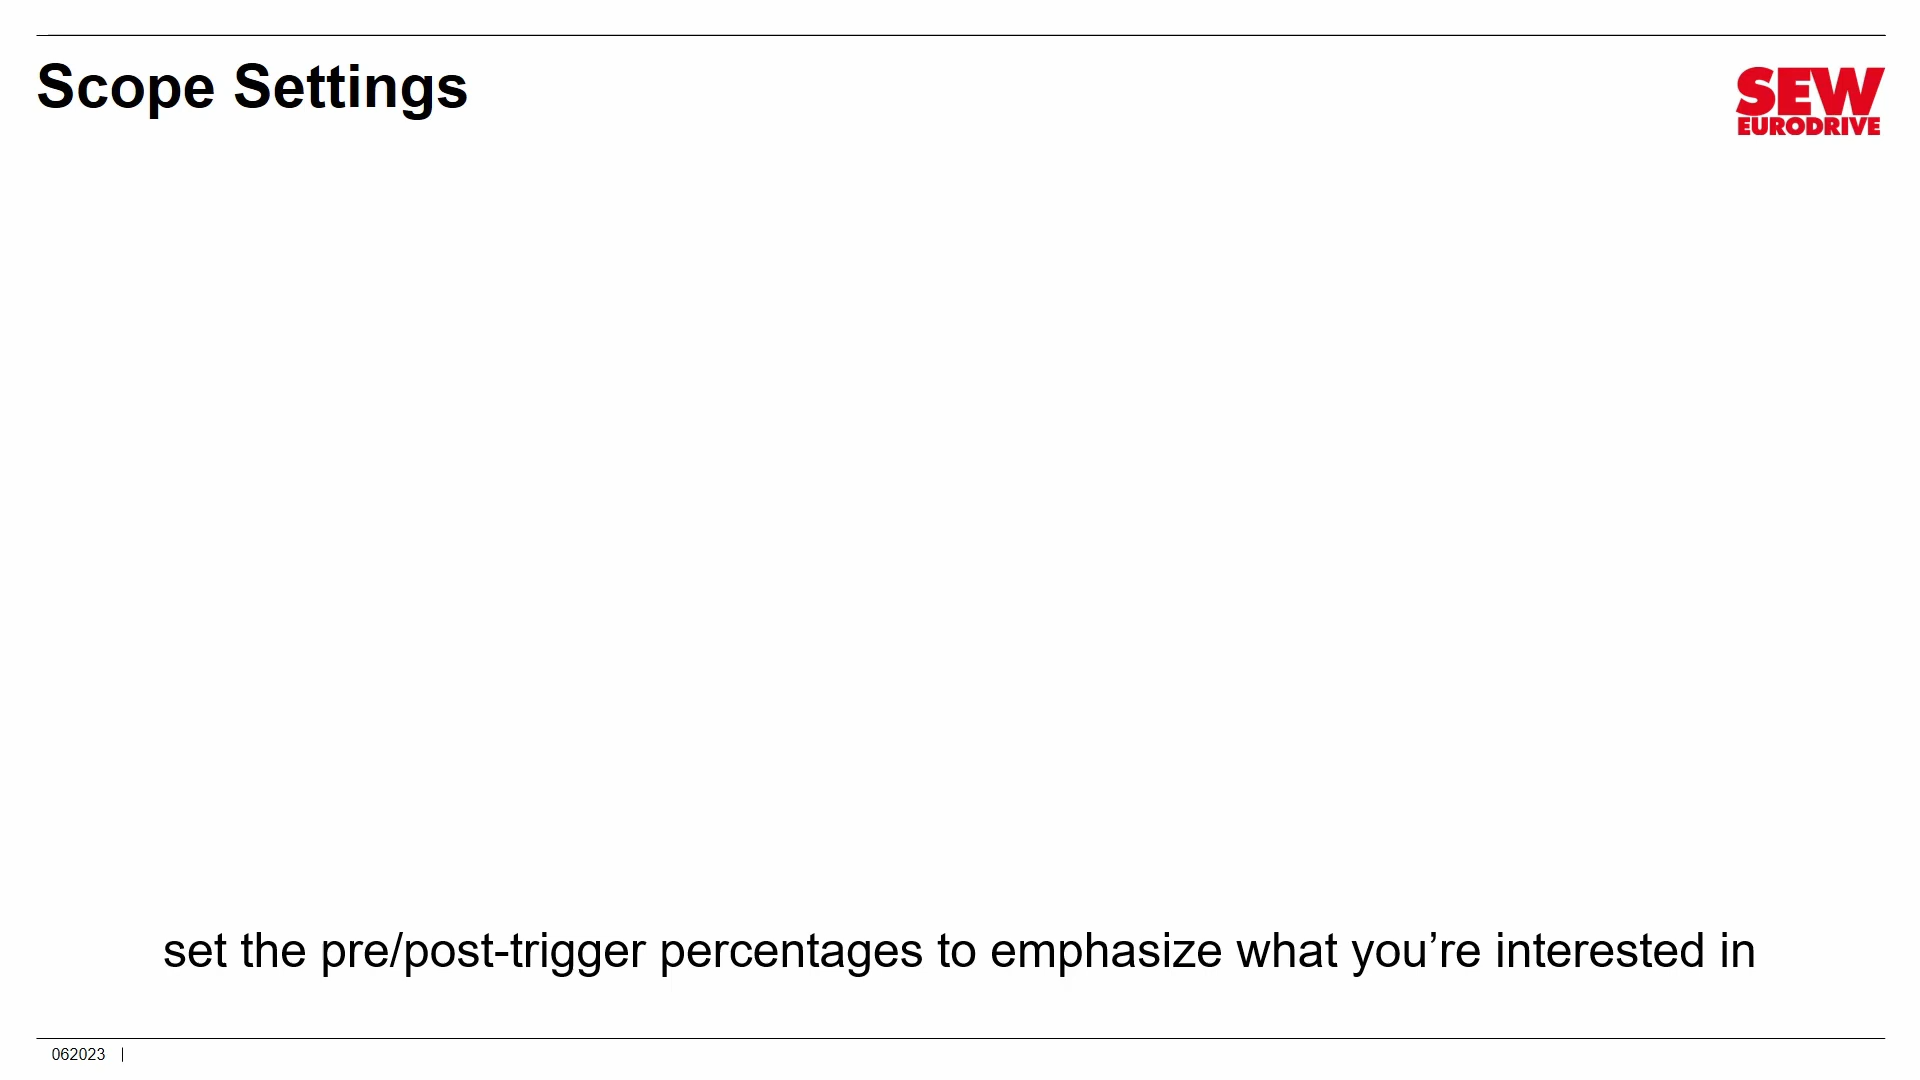 Scope Settings
SEW
EURODRIVE
set the pre/post-trigger percentages to emphasize what you’re interested in
062023 |